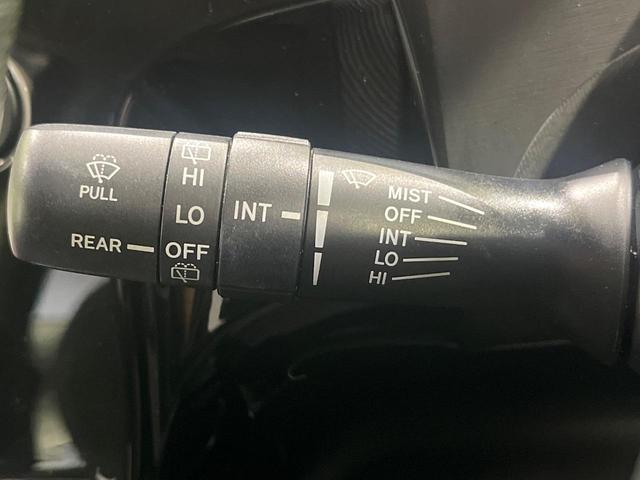 PULL
REAR
HI
LO
OFF
INT
MIST
OFF
INT
LO
HI